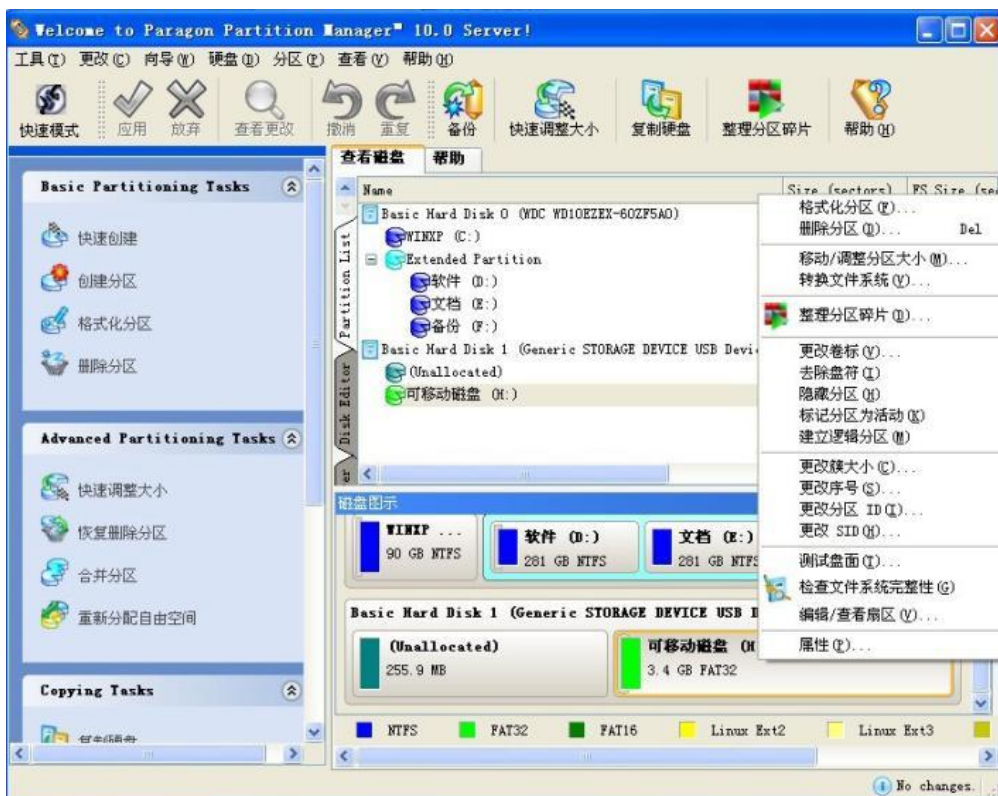 Welcome to Paragon Partition Manager™ 10.0 Server!
工具(T) 更改(C) 向导(W) 硬盘(D) 分区(P) 查看(V) 帮助(H)
快速模式 应用 放弃 查看更改 撤消 重复 备份 快速调整大小 复制硬盘 整理分区碎片 帮助(H)
Basic Partitioning Tasks
快速创建
创建分区
格式化分区
删除分区
Advanced Partitioning Tasks
快速调整大小
恢复删除分区
合并分区
重新分配自由空间
Copying Tasks
复制硬盘
查看磁盘 帮助
Partition List
Disk Editor
Name Size (sectors) FS Size (sec
Basic Hard Disk 0 (WDC WD10EZEX-60ZF5A0)
WINXP (C:)
Extended Partition
软件 (D:)
文档 (E:)
备份 (F:)
Basic Hard Disk 1 (Generic STORAGE DEVICE USB Devi
(Unallocated)
可移动磁盘 (H:)
格式化分区(F)...
删除分区(D)... Del
移动/调整分区大小(M)...
转换文件系统(V)...
整理分区碎片(D)...
更改卷标(V)...
去除盘符(I)
隐藏分区(H)
标记分区为活动(K)
建立逻辑分区(M)
更改簇大小(C)...
更改序号(S)...
更改分区 ID(I)...
更改 SID(H)...
测试盘面(T)...
检查文件系统完整性(G)
编辑/查看扇区(V)...
属性(P)...
磁盘图示
WINXP ...
90 GB NTFS
软件 (D:)
281 GB NTFS
文档 (E:)
281 GB NTFS
Basic Hard Disk 1 (Generic STORAGE DEVICE USB D
(Unallocated)
255.9 MB
可移动磁盘 (H
3.4 GB FAT32
NTFS FAT32 FAT16 Linux Ext2 Linux Ext3
No changes.